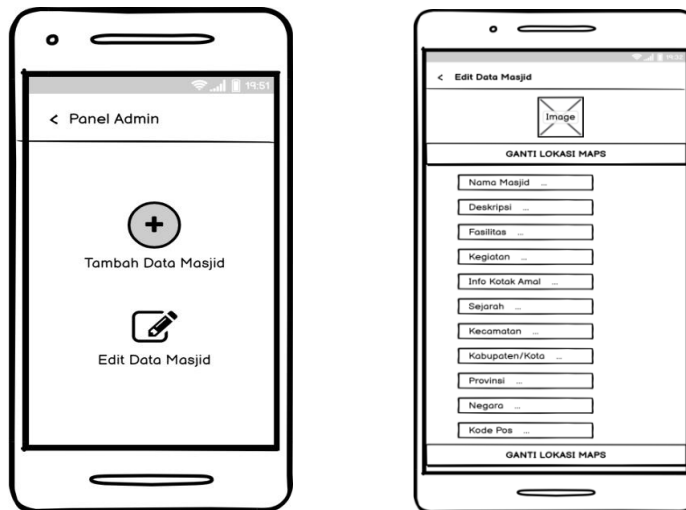 19:51
< Panel Admin
Tambah Data Masjid
Edit Data Masjid
< Edit Data Masjid
Image
GANTI LOKASI MAPS
Nama Masjid ...
Deskripsi ...
Fasilitas ...
Kegiatan ...
Info Kotak Amal ...
Sejarah ...
Kecamatan ...
Kabupaten/Kota ...
Provinsi ...
Negara ...
Kode Pos ...
GANTI LOKASI MAPS